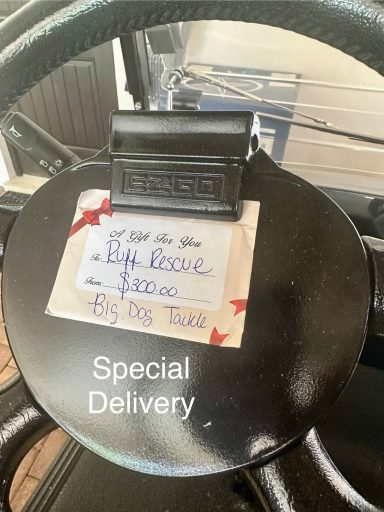 EZGO
A Gift For You
To: Ruff Rescue
$300.00
From:
Big Dog Tackle
Special
Delivery